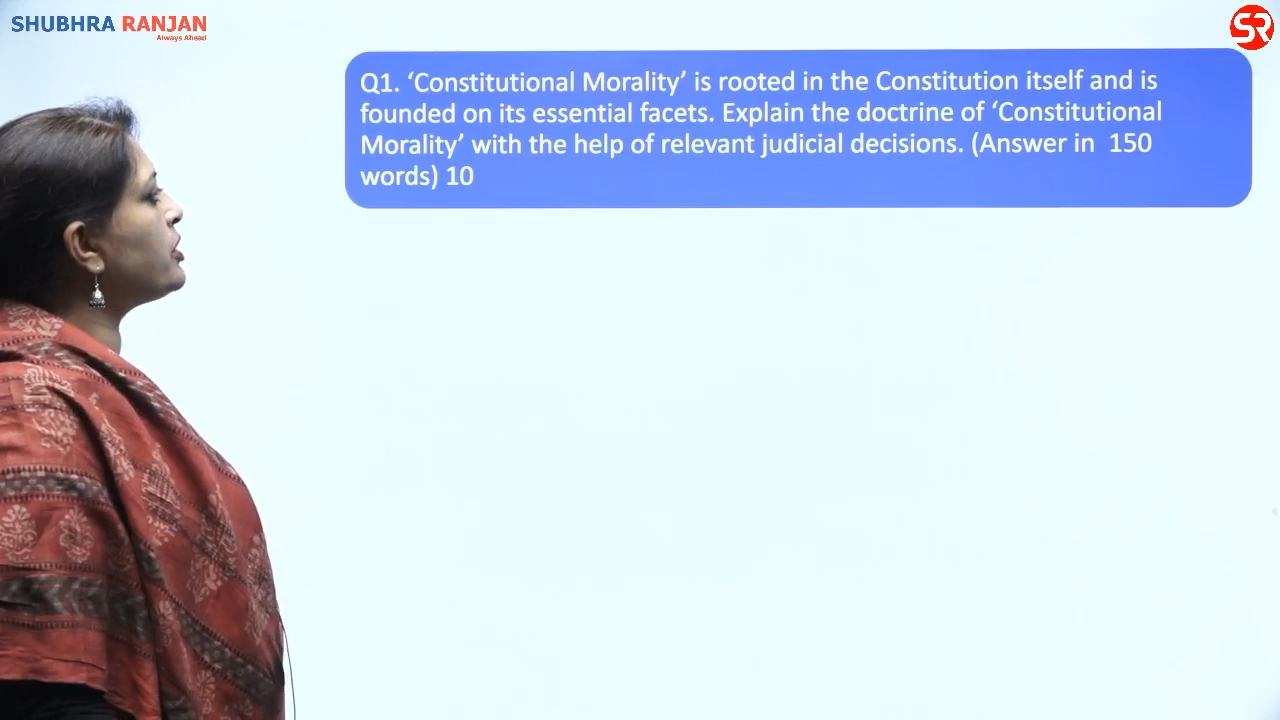 SHUBHRA RANJAN
Always Ahead
SR
Q1. ‘Constitutional Morality’ is rooted in the Constitution itself and is
founded on its essential facets. Explain the doctrine of ‘Constitutional
Morality’ with the help of relevant judicial decisions. (Answer in  150
words) 10